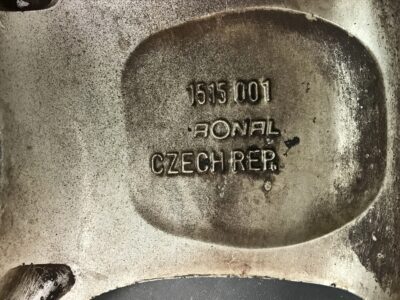 1515 001
RONAL
CZECH REP.